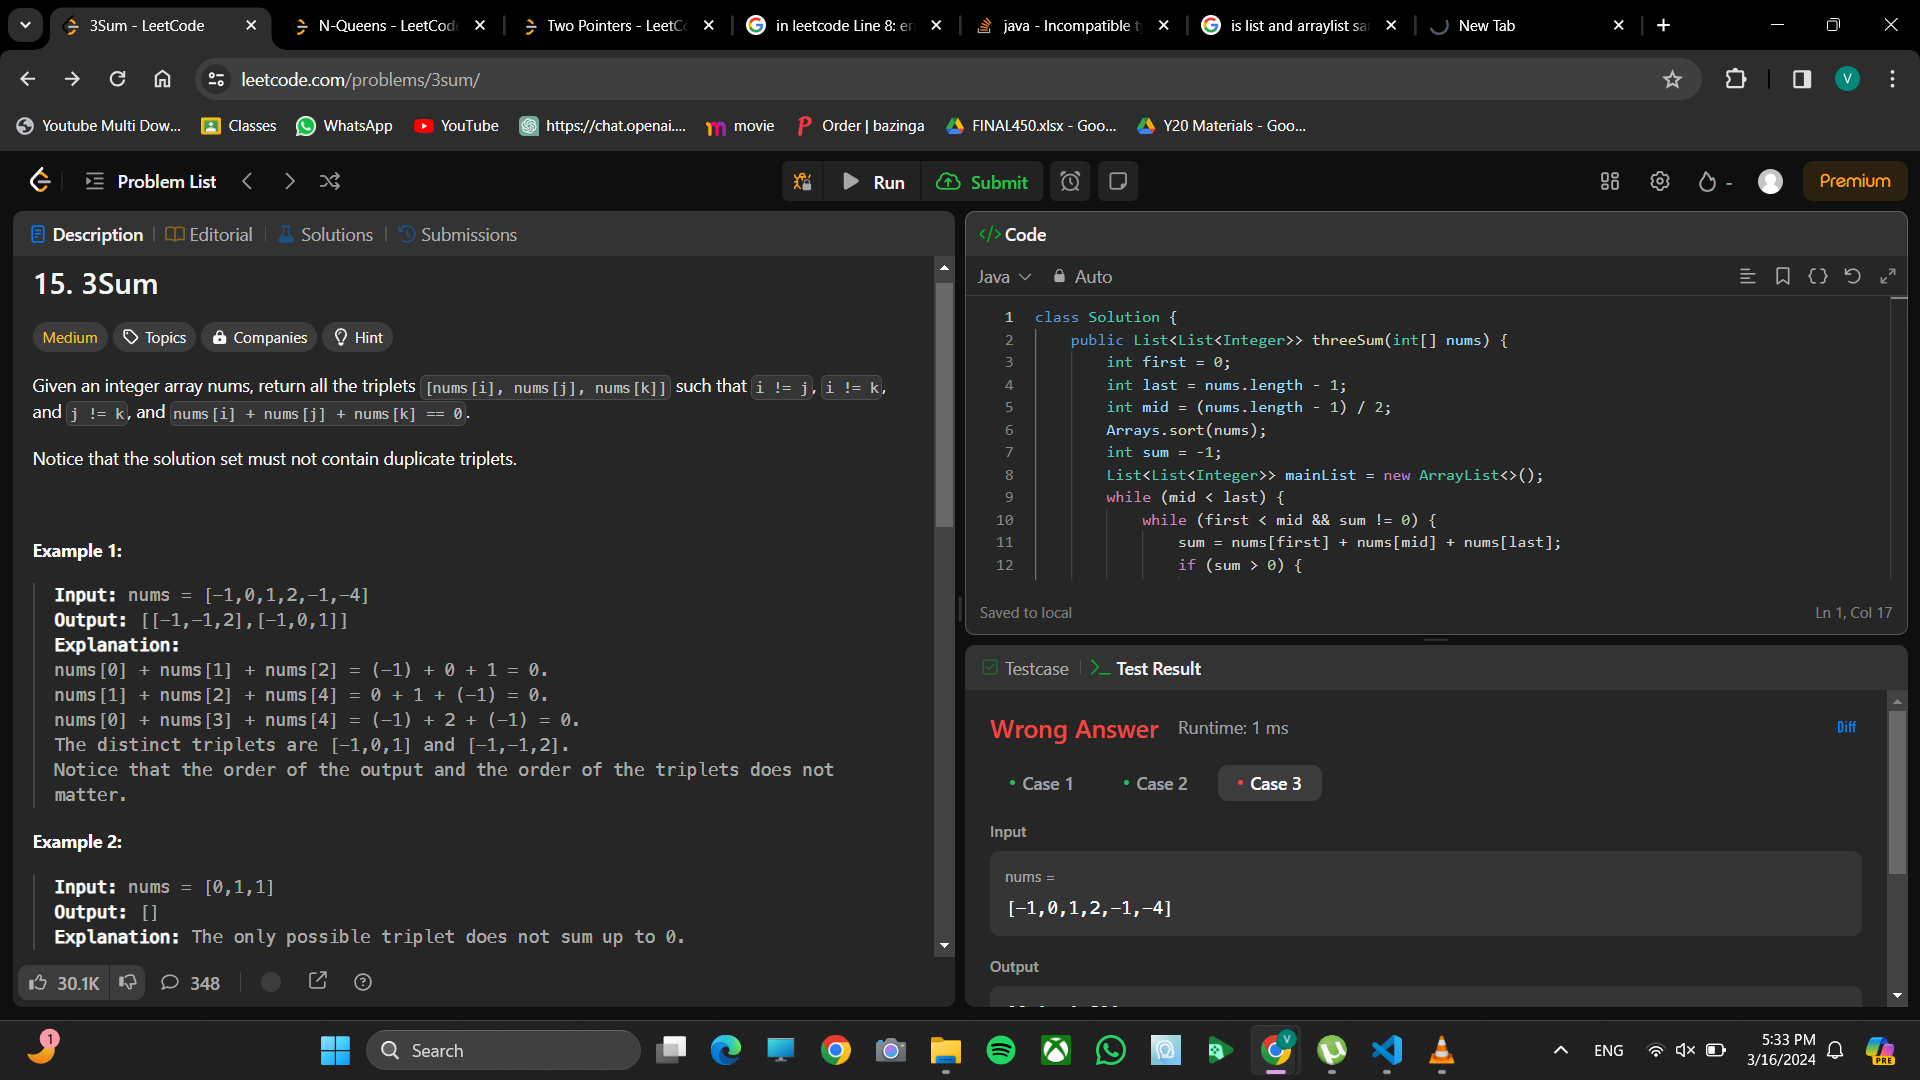 3Sum - LeetCode
N-Queens - LeetCode
Two Pointers - LeetCo
in leetcode Line 8: er
java - Incompatible ty
is list and arraylist sa
New Tab
leetcode.com/problems/3sum/
V
Youtube Multi Dow...
Classes
WhatsApp
YouTube
https://chat.openai....
movie
Order | bazinga
FINAL450.xlsx - Goo...
Y20 Materials - Goo...
Problem List
Run
Submit
-
Premium
Description
Editorial
Solutions
Submissions
15. 3Sum
Medium
Topics
Companies
Hint
Given an integer array nums, return all the triplets [nums[i], nums[j], nums[k]] such that i != j, i != k,
and j != k, and nums[i] + nums[j] + nums[k] == 0.
Notice that the solution set must not contain duplicate triplets.
Example 1:
Input: nums = [-1,0,1,2,-1,-4]
Output: [[-1,-1,2],[-1,0,1]]
Explanation:
nums[0] + nums[1] + nums[2] = (-1) + 0 + 1 = 0.
nums[1] + nums[2] + nums[4] = 0 + 1 + (-1) = 0.
nums[0] + nums[3] + nums[4] = (-1) + 2 + (-1) = 0.
The distinct triplets are [-1,0,1] and [-1,-1,2].
Notice that the order of the output and the order of the triplets does not
matter.
Example 2:
Input: nums = [0,1,1]
Output: []
Explanation: The only possible triplet does not sum up to 0.
30.1K
348
</> Code
Java
Auto
1 class Solution {
2 public List<List<Integer>> threeSum(int[] nums) {
3 int first = 0;
4 int last = nums.length - 1;
5 int mid = (nums.length - 1) / 2;
6 Arrays.sort(nums);
7 int sum = -1;
8 List<List<Integer>> mainList = new ArrayList<>();
9 while (mid < last) {
10 while (first < mid && sum != 0) {
11 sum = nums[first] + nums[mid] + nums[last];
12 if (sum > 0) {
Saved to local
Ln 1, Col 17
Testcase
>_ Test Result
Wrong Answer
Runtime: 1 ms
Diff
Case 1
Case 2
Case 3
Input
nums =
[-1,0,1,2,-1,-4]
Output
1
Search
V
ENG
5:33 PM
3/16/2024
PRE